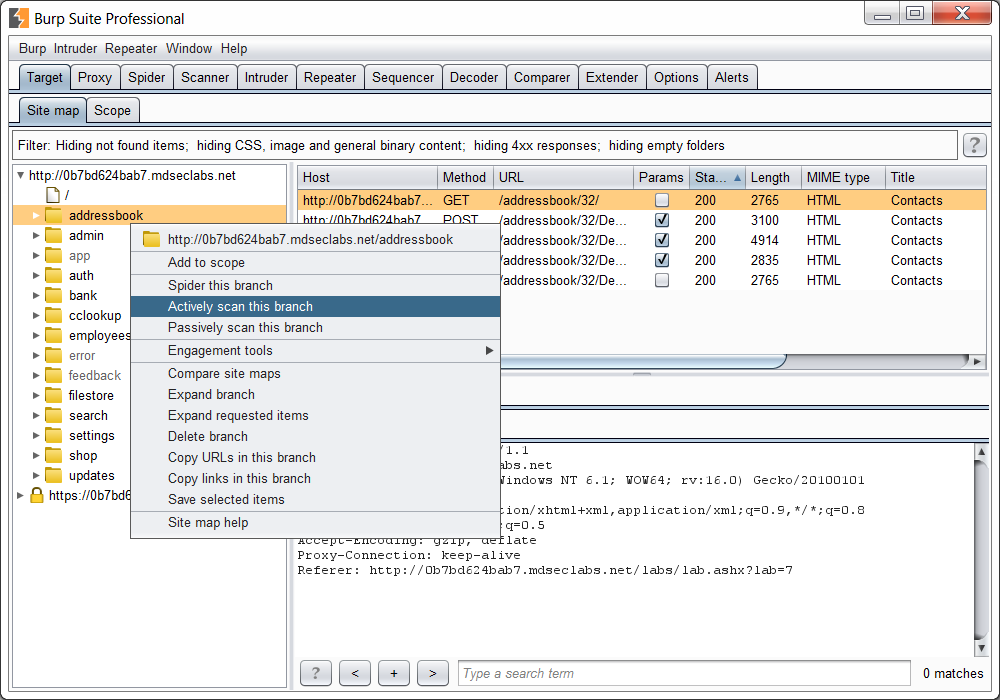 Burp Suite Professional
Burp Intruder Repeater Window Help
Target Proxy Spider Scanner Intruder Repeater Sequencer Decoder Comparer Extender Options Alerts
Site map Scope
Filter: Hiding not found items; hiding CSS, image and general binary content; hiding 4xx responses; hiding empty folders ?
http://0b7bd624bab7.mdseclabs.net
/
addressbook
admin
app
auth
bank
cclookup
employees
error
feedback
filestore
search
settings
shop
updates
https://0b7bd6
http://0b7bd624bab7.mdseclabs.net/addressbook
Add to scope
Spider this branch
Actively scan this branch
Passively scan this branch
Engagement tools
Compare site maps
Expand branch
Expand requested items
Delete branch
Copy URLs in this branch
Copy links in this branch
Save selected items
Site map help
Host Method URL Params Sta... Length MIME type Title
http://0b7bd624bab7... GET /addressbook/32/ 200 2765 HTML Contacts
http://0b7bd624bab7... POST /addressbook/32/De... 200 3100 HTML Contacts
/addressbook/32/De... 200 4914 HTML Contacts
/addressbook/32/De... 200 2835 HTML Contacts
/addressbook/32/De... 200 2765 HTML Contacts
/1.1
abs.net
Windows NT 6.1; WOW64; rv:16.0) Gecko/20100101
tion/xhtml+xml,application/xml;q=0.9,*/*;q=0.8
;q=0.5
Accept-Encoding: gzip, deflate
Proxy-Connection: keep-alive
Referer: http://0b7bd624bab7.mdseclabs.net/labs/lab.ashx?lab=7
? < + > Type a search term 0 matches